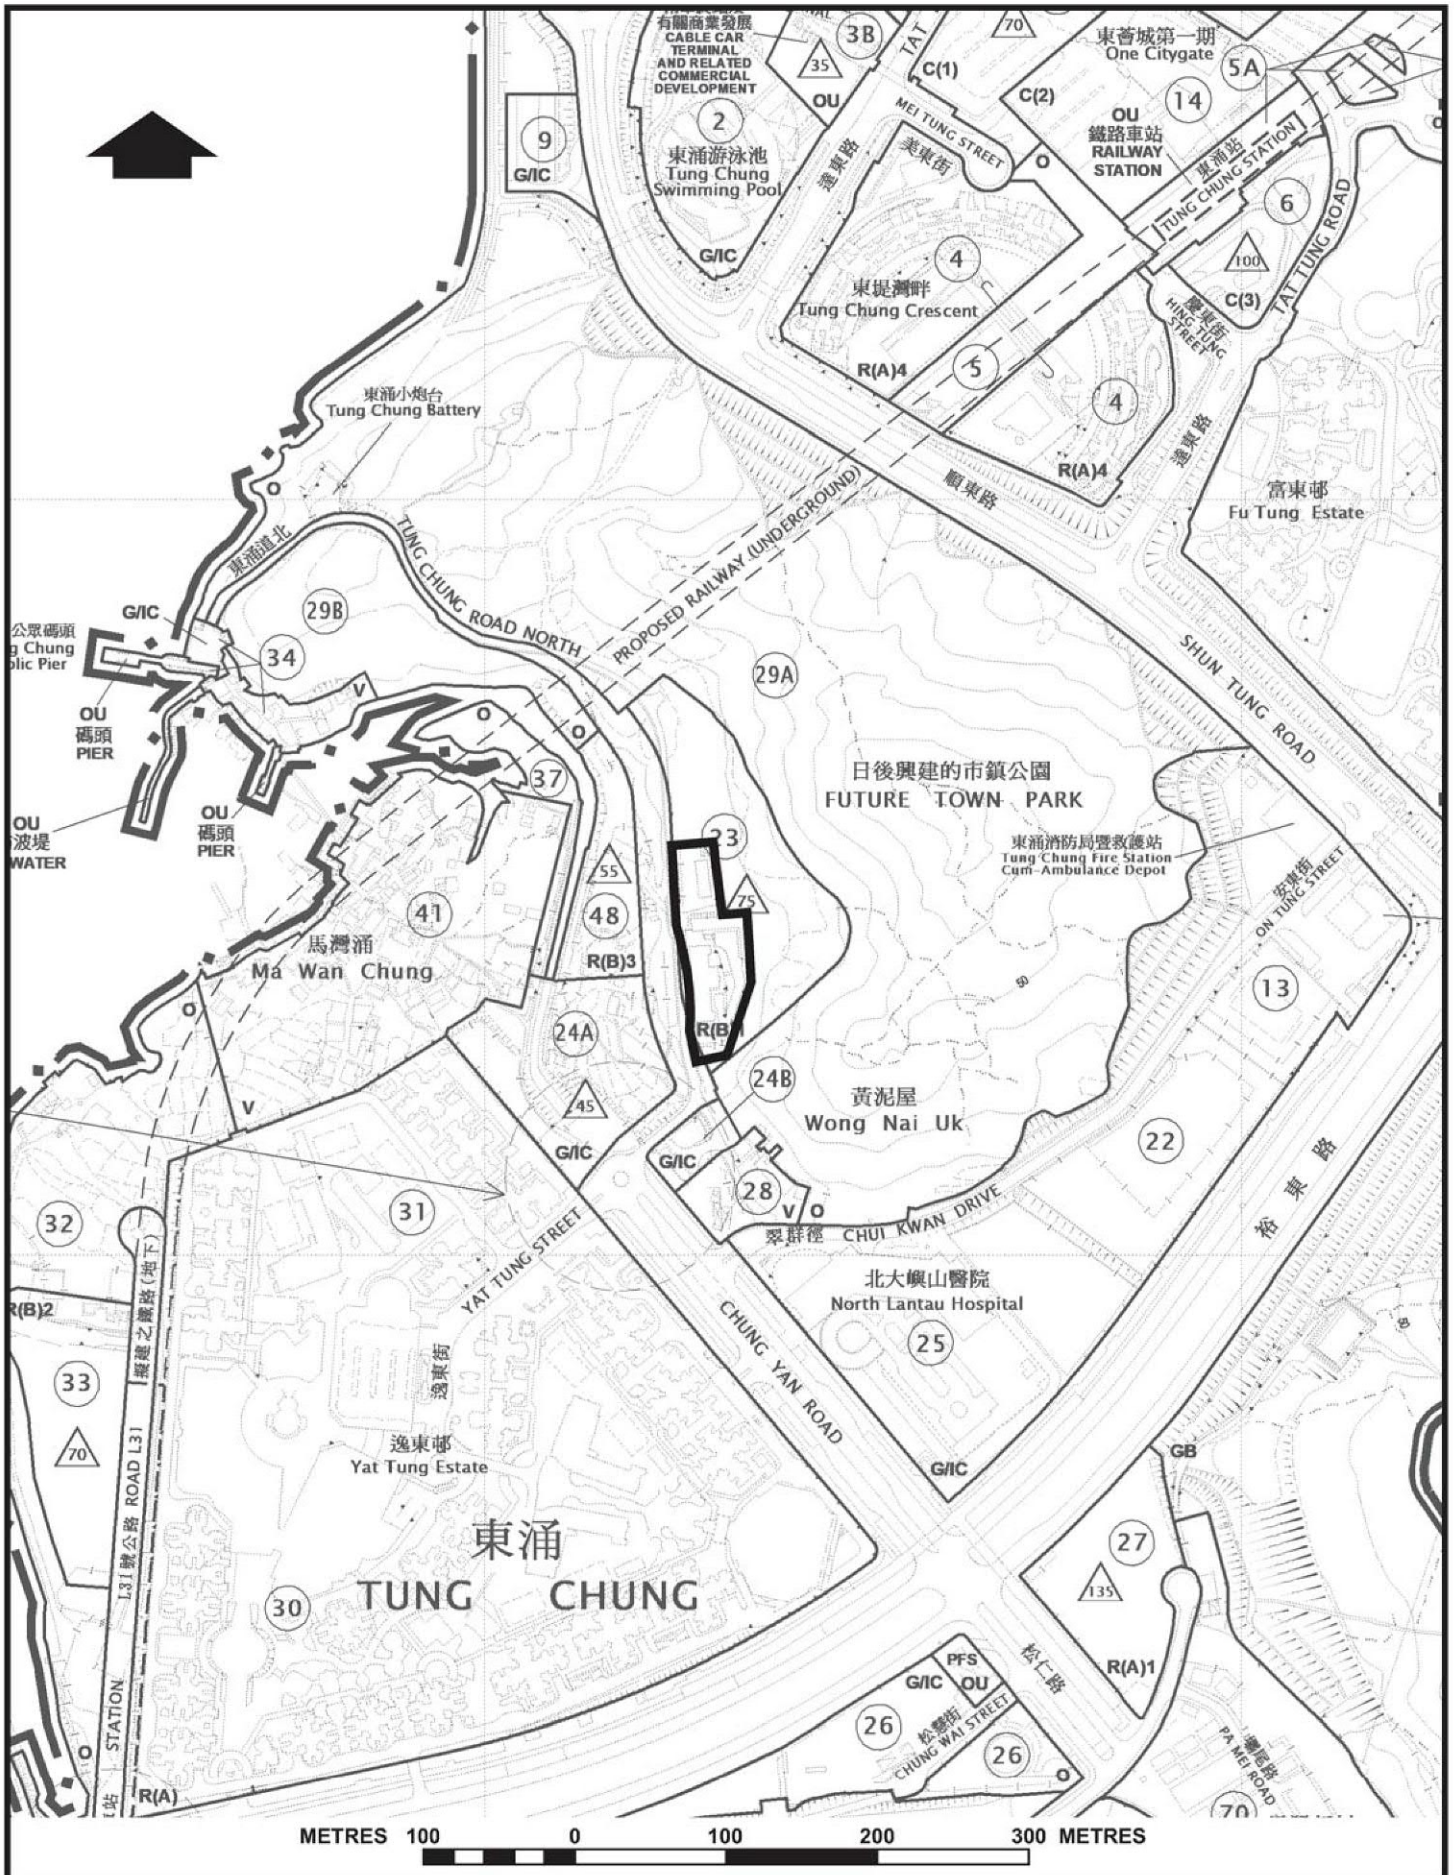 有關商業發展
CABLE CAR
TERMINAL
AND RELATED
COMMERCIAL
DEVELOPMENT
2
東涌游泳池
Tung Chung
Swimming Pool
G/IC
9
G/IC
3B
35
OU
TAT
70
C(1)
C(2)
MEI TUNG STREET
美東街
達東路
東薈城第一期
One Citygate
5A
14
OU
鐵路車站
RAILWAY
STATION
O
東涌站
TUNG CHUNG STATION
6
100
C(3)
TAT TUNG ROAD
慶東街
HING TUNG
STREET
4
東堤灣畔
Tung Chung Crescent
R(A)4
5
4
R(A)4
達東路
順東路
富東邨
Fu Tung Estate
東涌小炮台
Tung Chung Battery
O
東涌道北
TUNG CHUNG ROAD NORTH
PROPOSED RAILWAY (UNDERGROUND)
29B
29A
SHUN TUNG ROAD
G/IC
公眾碼頭
g Chung
lic Pier
34
V
OU
碼頭
PIER
O
O
37
OU
波堤
WATER
OU
碼頭
PIER
日後興建的市鎮公園
FUTURE TOWN PARK
23
75
東涌消防局暨救護站
Tung Chung Fire Station
Cum-Ambulance Depot
安東街
ON TUNG STREET
55
48
R(B)3
41
馬灣涌
Ma Wan Chung
50
13
O
24A
R(B)1
45
G/IC
24B
黃泥屋
Wong Nai Uk
V
22
G/IC
28
V
O
翠群徑
CHUI KWAN DRIVE
裕東路
32
31
YAT TUNG STREET
北大嶼山醫院
North Lantau Hospital
25
R(B)2
擬建之鐵路(地下)
CHUNG YAN ROAD
50
33
70
逸東街
逸東邨
Yat Tung Estate
G/IC
GB
L31號公路 ROAD L31
東涌
TUNG CHUNG
27
135
30
R(A)1
PFS
OU
G/IC
松仁路
26
松慧街
CHUNG WAI STREET
26
O
壩尾路
PA MEI ROAD
70
STATION
站
O
R(A)
METRES 100 0 100 200 300 METRES